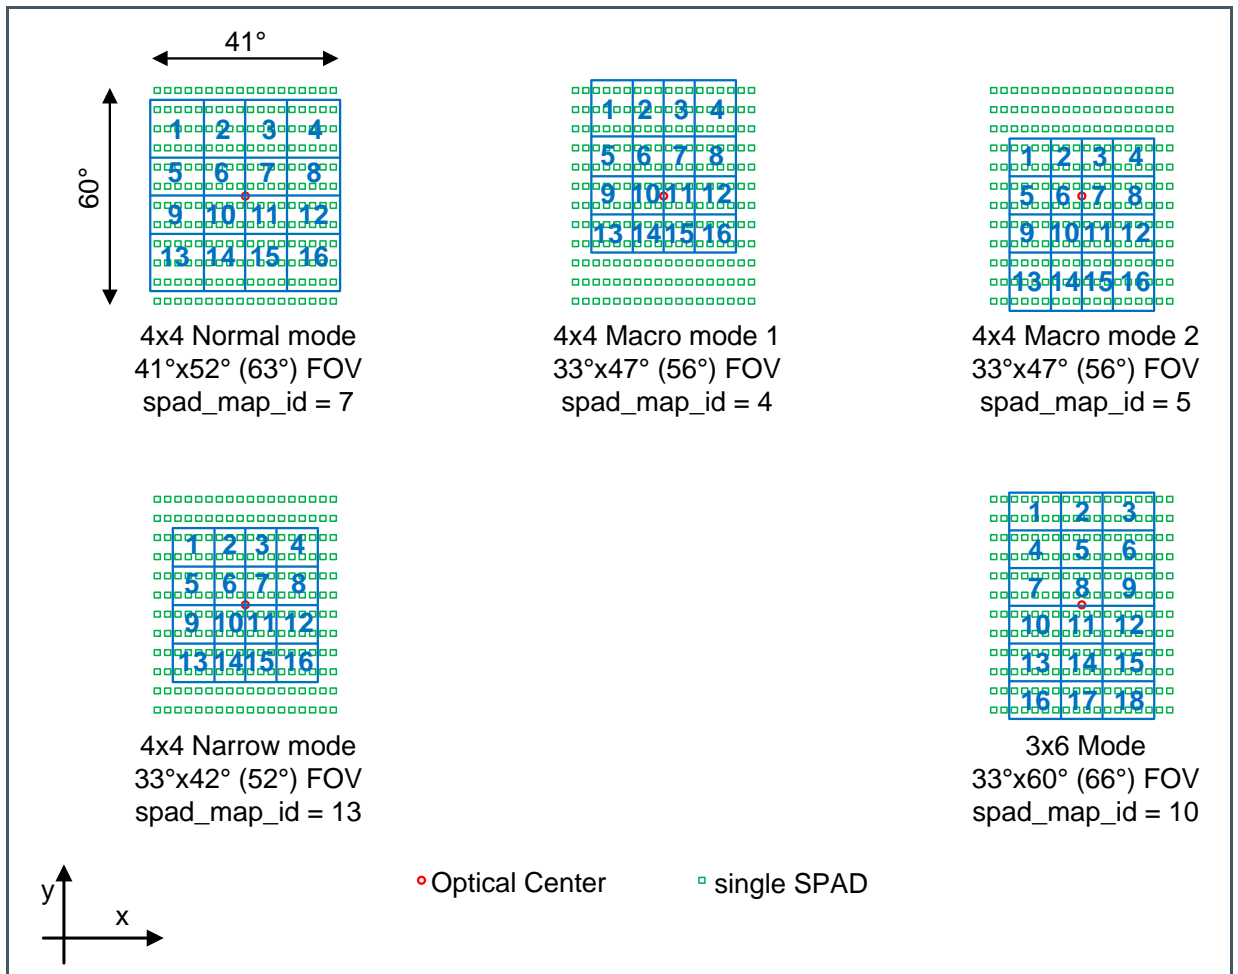 41°
60°
1 2 3 4
5 6 7 8
9 10 11 12
13 14 15 16
4x4 Normal mode
41°x52° (63°) FOV
spad_map_id = 7
1 2 3 4
5 6 7 8
9 10 11 12
13 14 15 16
4x4 Macro mode 1
33°x47° (56°) FOV
spad_map_id = 4
1 2 3 4
5 6 7 8
9 10 11 12
13 14 15 16
4x4 Macro mode 2
33°x47° (56°) FOV
spad_map_id = 5
1 2 3 4
5 6 7 8
9 10 11 12
13 14 15 16
4x4 Narrow mode
33°x42° (52°) FOV
spad_map_id = 13
1 2 3
4 5 6
7 8 9
10 11 12
13 14 15
16 17 18
3x6 Mode
33°x60° (66°) FOV
spad_map_id = 10
y
x
Optical Center
single SPAD